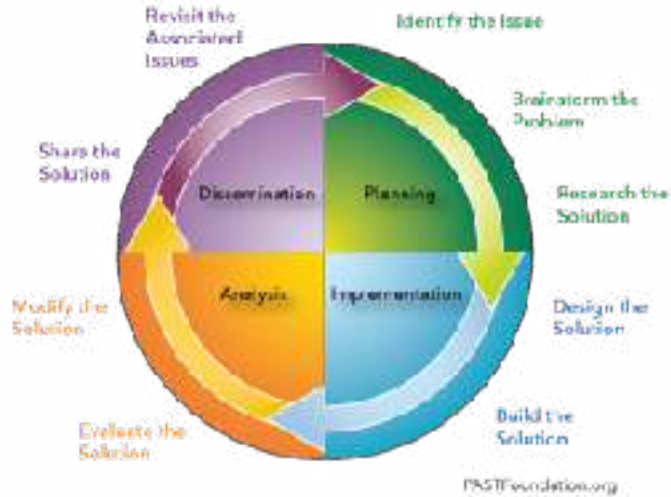 Revisit the
Associated
Issues
Identify the Issue
Brainstorm the
Problem
Share the
Solution
Dissemination
Planning
Research the
Solution
Analysis
Implementation
Modify the
Solution
Design the
Solution
Evaluate the
Solution
Build the
Solution
PASTFoundation.org